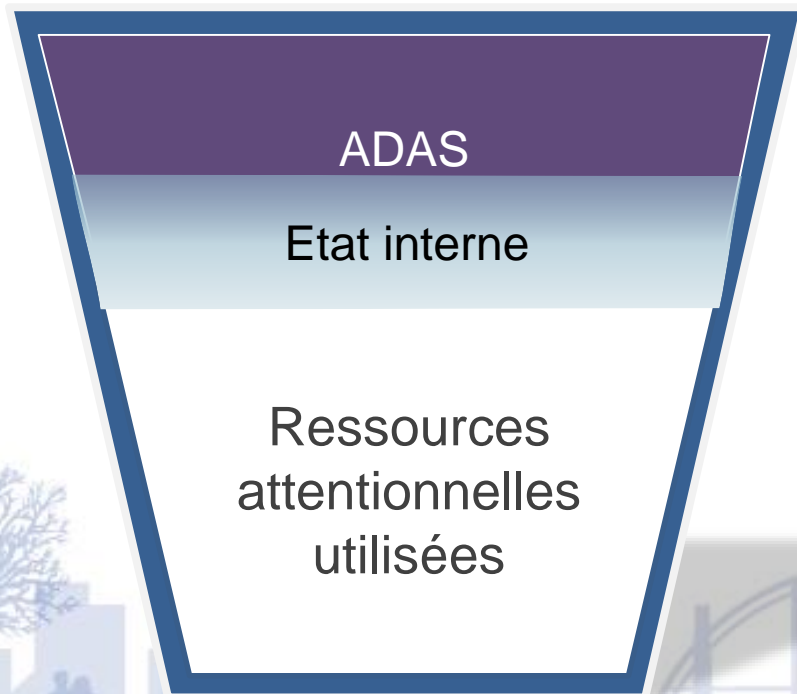 ADAS
Etat interne
Ressources
attentionnelles
utilisées